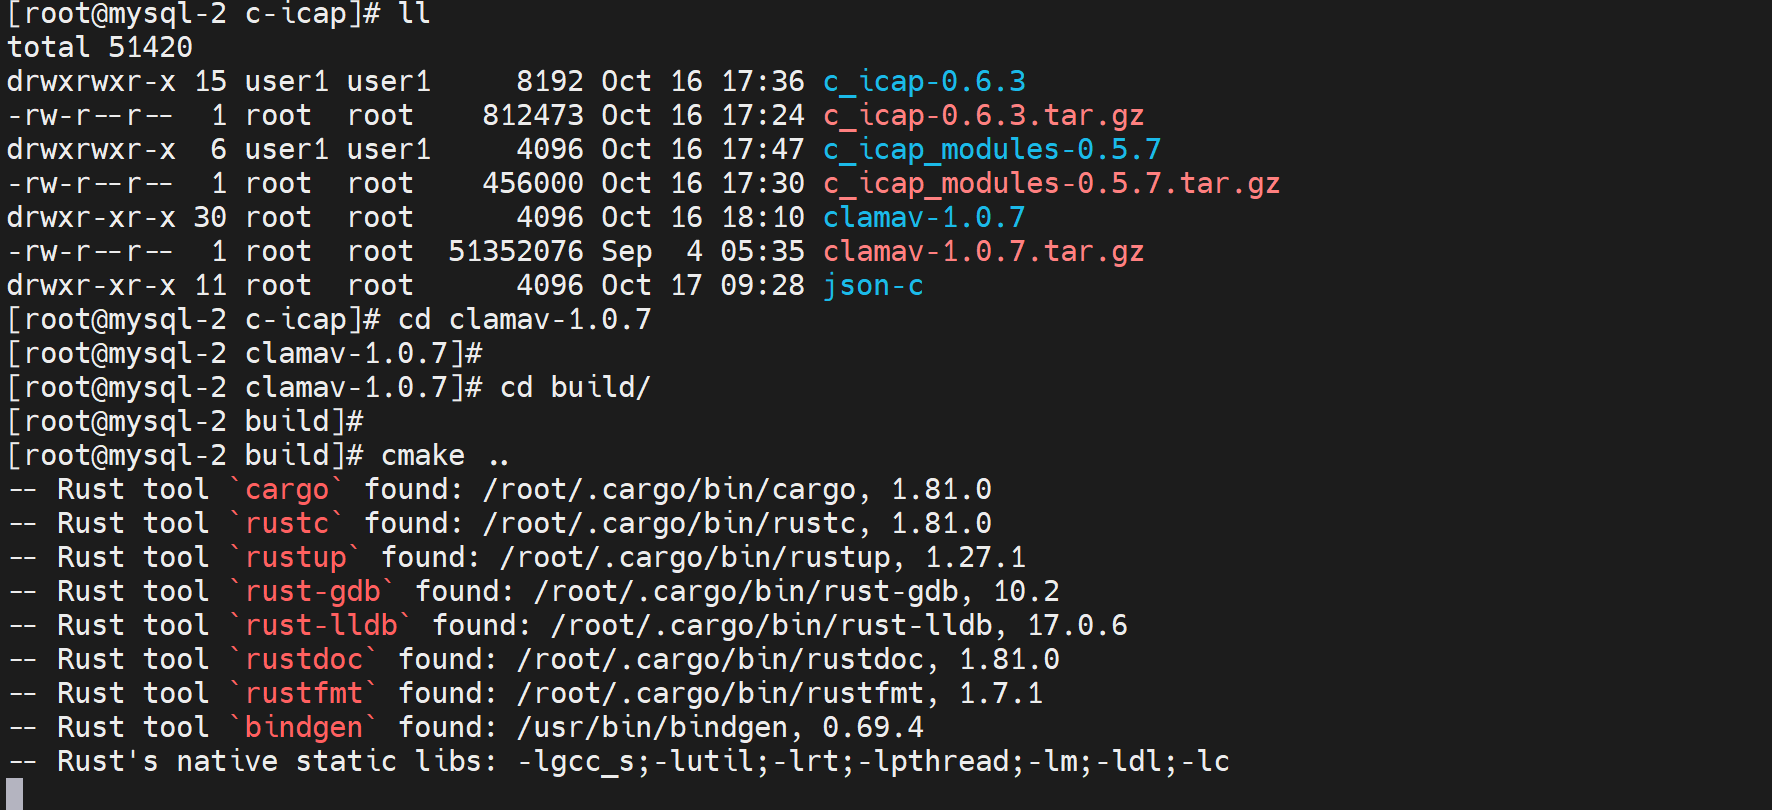 [root@mysql-2 c-icap]# ll
total 51420
drwxrwxr-x 15 user1 user1     8192 Oct 16 17:36 c_icap-0.6.3
-rw-r--r--  1 root  root    812473 Oct 16 17:24 c_icap-0.6.3.tar.gz
drwxrwxr-x  6 user1 user1     4096 Oct 16 17:47 c_icap_modules-0.5.7
-rw-r--r--  1 root  root    456000 Oct 16 17:30 c_icap_modules-0.5.7.tar.gz
drwxr-xr-x 30 root  root      4096 Oct 16 18:10 clamav-1.0.7
-rw-r--r--  1 root  root  51352076 Sep  4 05:35 clamav-1.0.7.tar.gz
drwxr-xr-x 11 root  root      4096 Oct 17 09:28 json-c
[root@mysql-2 c-icap]# cd clamav-1.0.7
[root@mysql-2 clamav-1.0.7]#
[root@mysql-2 clamav-1.0.7]# cd build/
[root@mysql-2 build]#
[root@mysql-2 build]# cmake ..
-- Rust tool `cargo` found: /root/.cargo/bin/cargo, 1.81.0
-- Rust tool `rustc` found: /root/.cargo/bin/rustc, 1.81.0
-- Rust tool `rustup` found: /root/.cargo/bin/rustup, 1.27.1
-- Rust tool `rust-gdb` found: /root/.cargo/bin/rust-gdb, 10.2
-- Rust tool `rust-lldb` found: /root/.cargo/bin/rust-lldb, 17.0.6
-- Rust tool `rustdoc` found: /root/.cargo/bin/rustdoc, 1.81.0
-- Rust tool `rustfmt` found: /root/.cargo/bin/rustfmt, 1.7.1
-- Rust tool `bindgen` found: /usr/bin/bindgen, 0.69.4
-- Rust's native static libs: -lgcc_s;-lutil;-lrt;-lpthread;-lm;-ldl;-lc